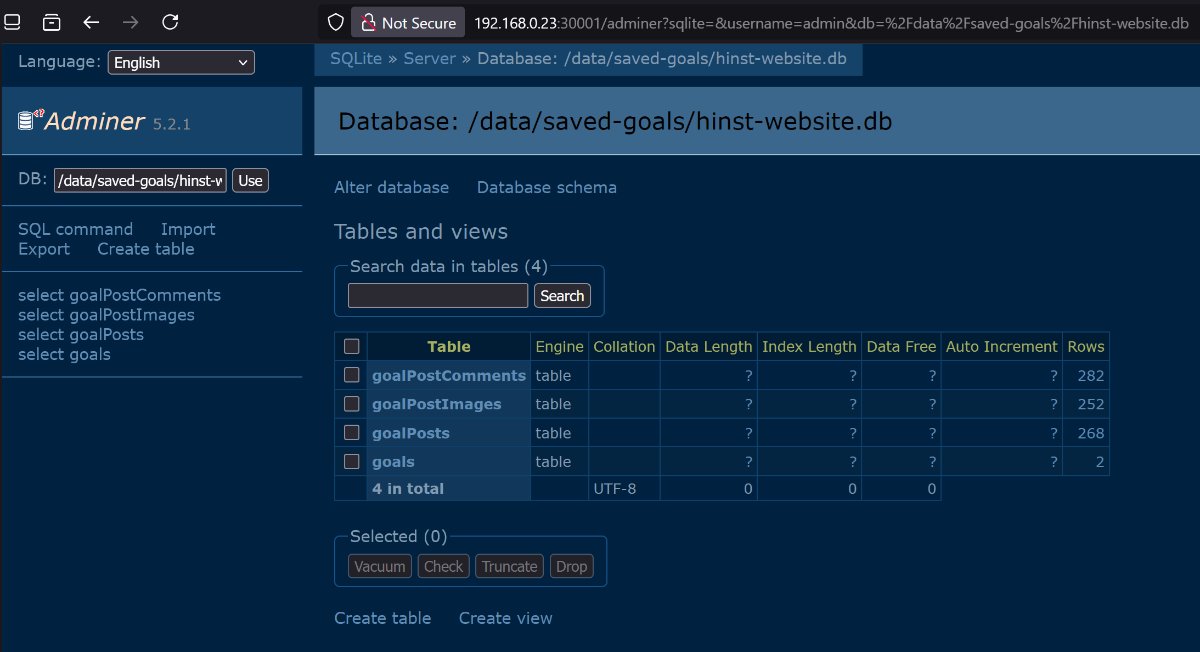 Not Secure 192.168.0.23:30001/adminer?sqlite=&username=admin&db=%2Fdata%2Fsaved-goals%2Fhinst-website.db
Language: English
SQLite » Server » Database: /data/saved-goals/hinst-website.db
Adminer 5.2.1
Database: /data/saved-goals/hinst-website.db
DB: /data/saved-goals/hinst-w Use
Alter database Database schema
SQL command Import
Export Create table
Tables and views
select goalPostComments
select goalPostImages
select goalPosts
select goals
Search data in tables (4)
Search
Table Engine Collation Data Length Index Length Data Free Auto Increment Rows
goalPostComments table ? ? ? ? 282
goalPostImages table ? ? ? ? 252
goalPosts table ? ? ? ? 268
goals table ? ? ? ? 2
4 in total UTF-8 0 0 0
Selected (0)
Vacuum Check Truncate Drop
Create table Create view